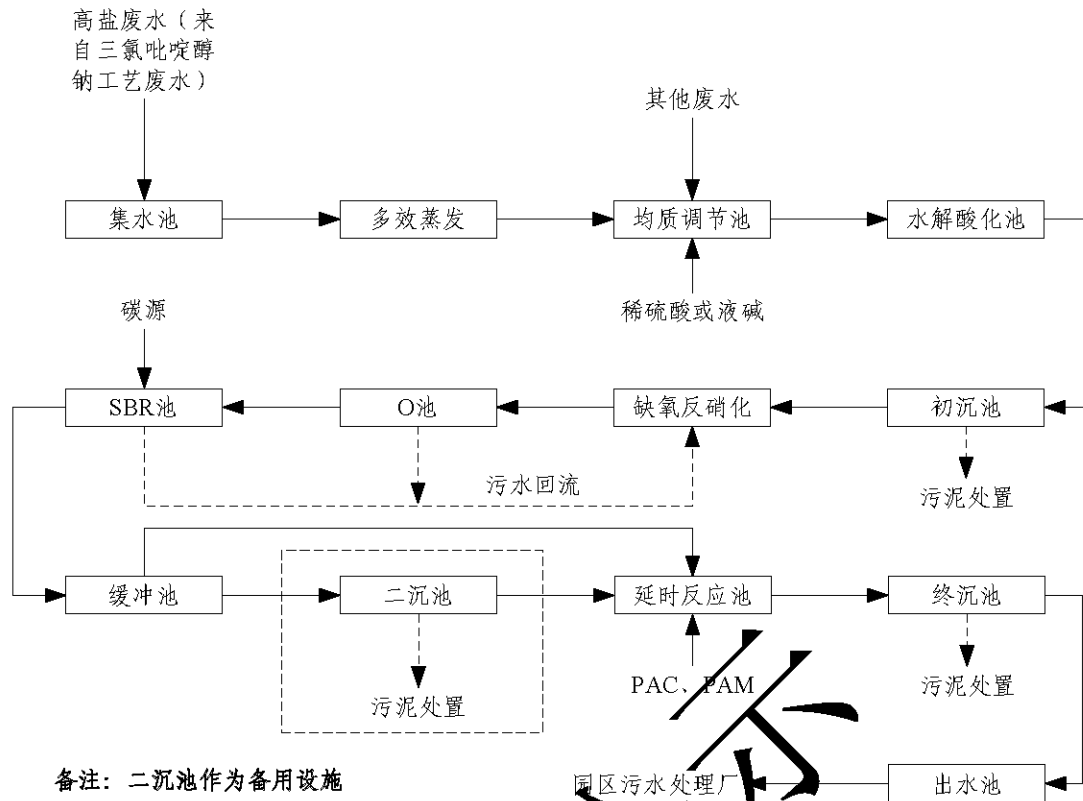 高盐废水（来
自三氯吡啶醇
钠工艺废水）
其他废水
集水池
多效蒸发
均质调节池
水解酸化池
碳源
稀硫酸或液碱
SBR池
O池
缺氧反硝化
初沉池
污水回流
污泥处置
缓冲池
二沉池
延时反应池
终沉池
污泥处置
PAC、PAM
污泥处置
备注：二沉池作为备用设施
园区污水处理厂
出水池